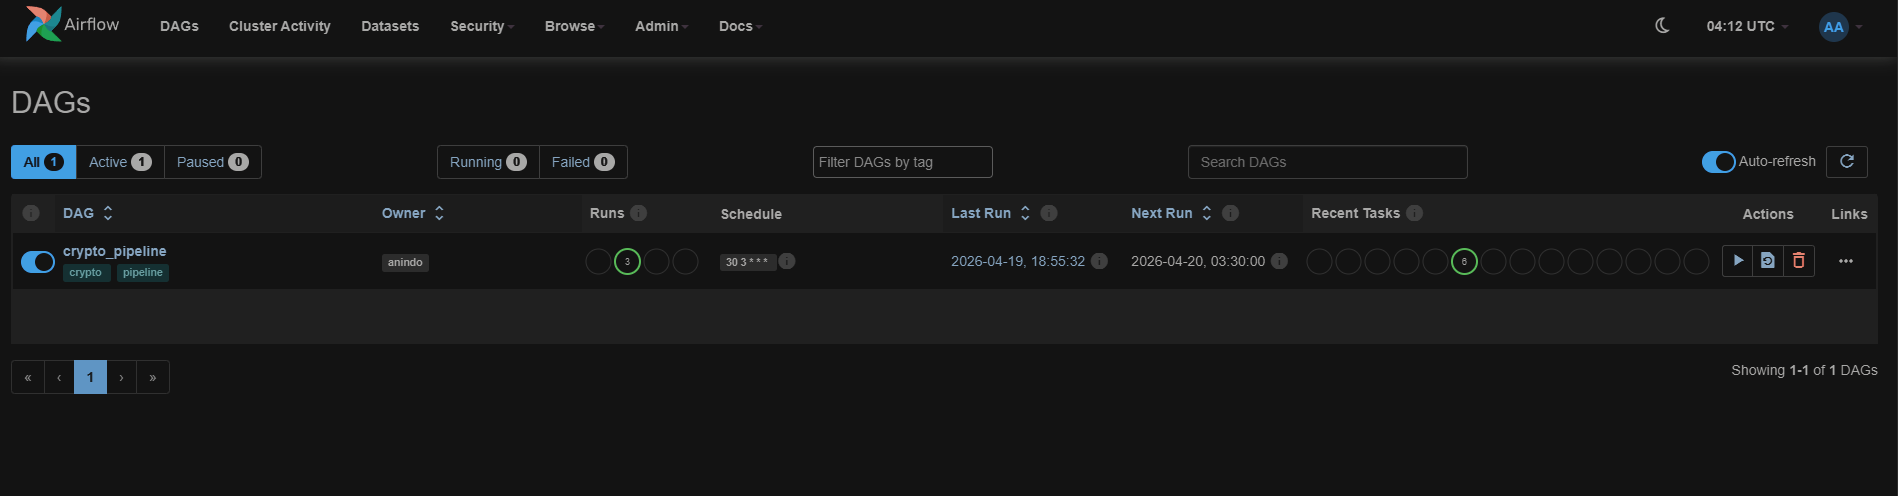 Airflow DAGs Cluster Activity Datasets Security Browse Admin Docs 04:12 UTC AA
DAGs
All 1 Active 1 Paused 0 Running 0 Failed 0 Filter DAGs by tag Search DAGs Auto-refresh
i DAG Owner Runs i Schedule Last Run i Next Run i Recent Tasks i Actions Links
crypto_pipeline
crypto pipeline
anindo 3 30 3 * * * i 2026-04-19, 18:55:32 i 2026-04-20, 03:30:00 i 6
« ‹ 1 › »
Showing 1-1 of 1 DAGs